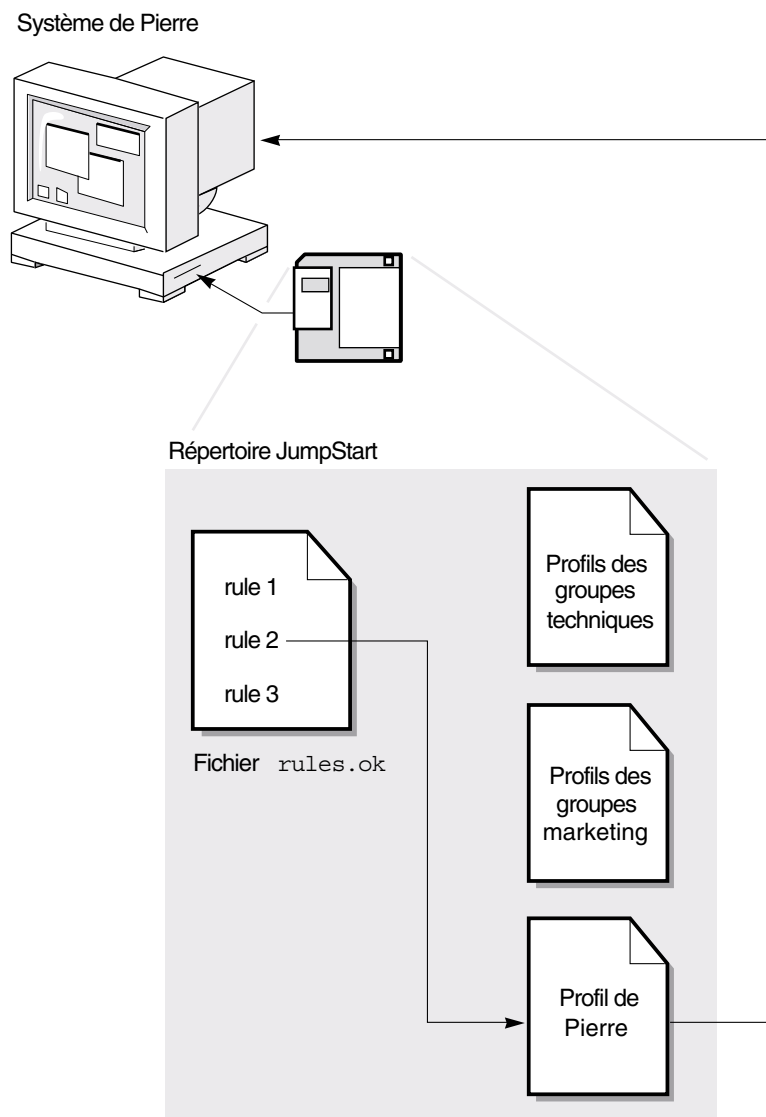 Système de Pierre
Répertoire JumpStart
rule 1
rule 2
rule 3
Fichier rules.ok
Profils des
groupes
techniques
Profils des
groupes
marketing
Profil de
Pierre